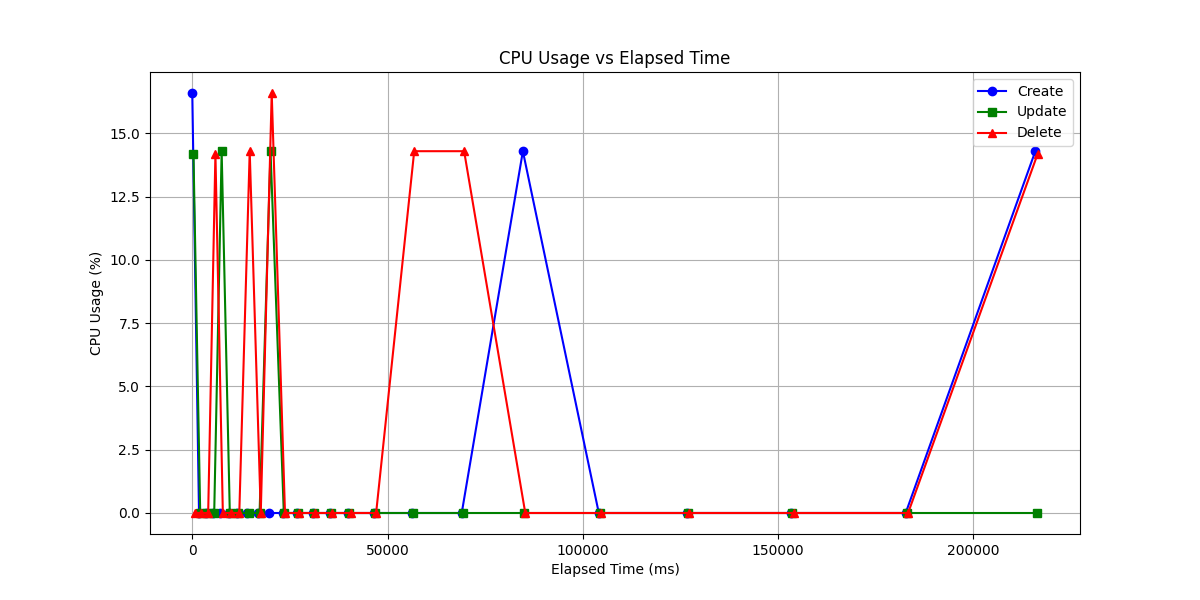 CPU Usage vs Elapsed Time
Create
Update
Delete
15.0
12.5
10.0
7.5
5.0
2.5
0.0
CPU Usage (%)
0
50000
100000
150000
200000
Elapsed Time (ms)